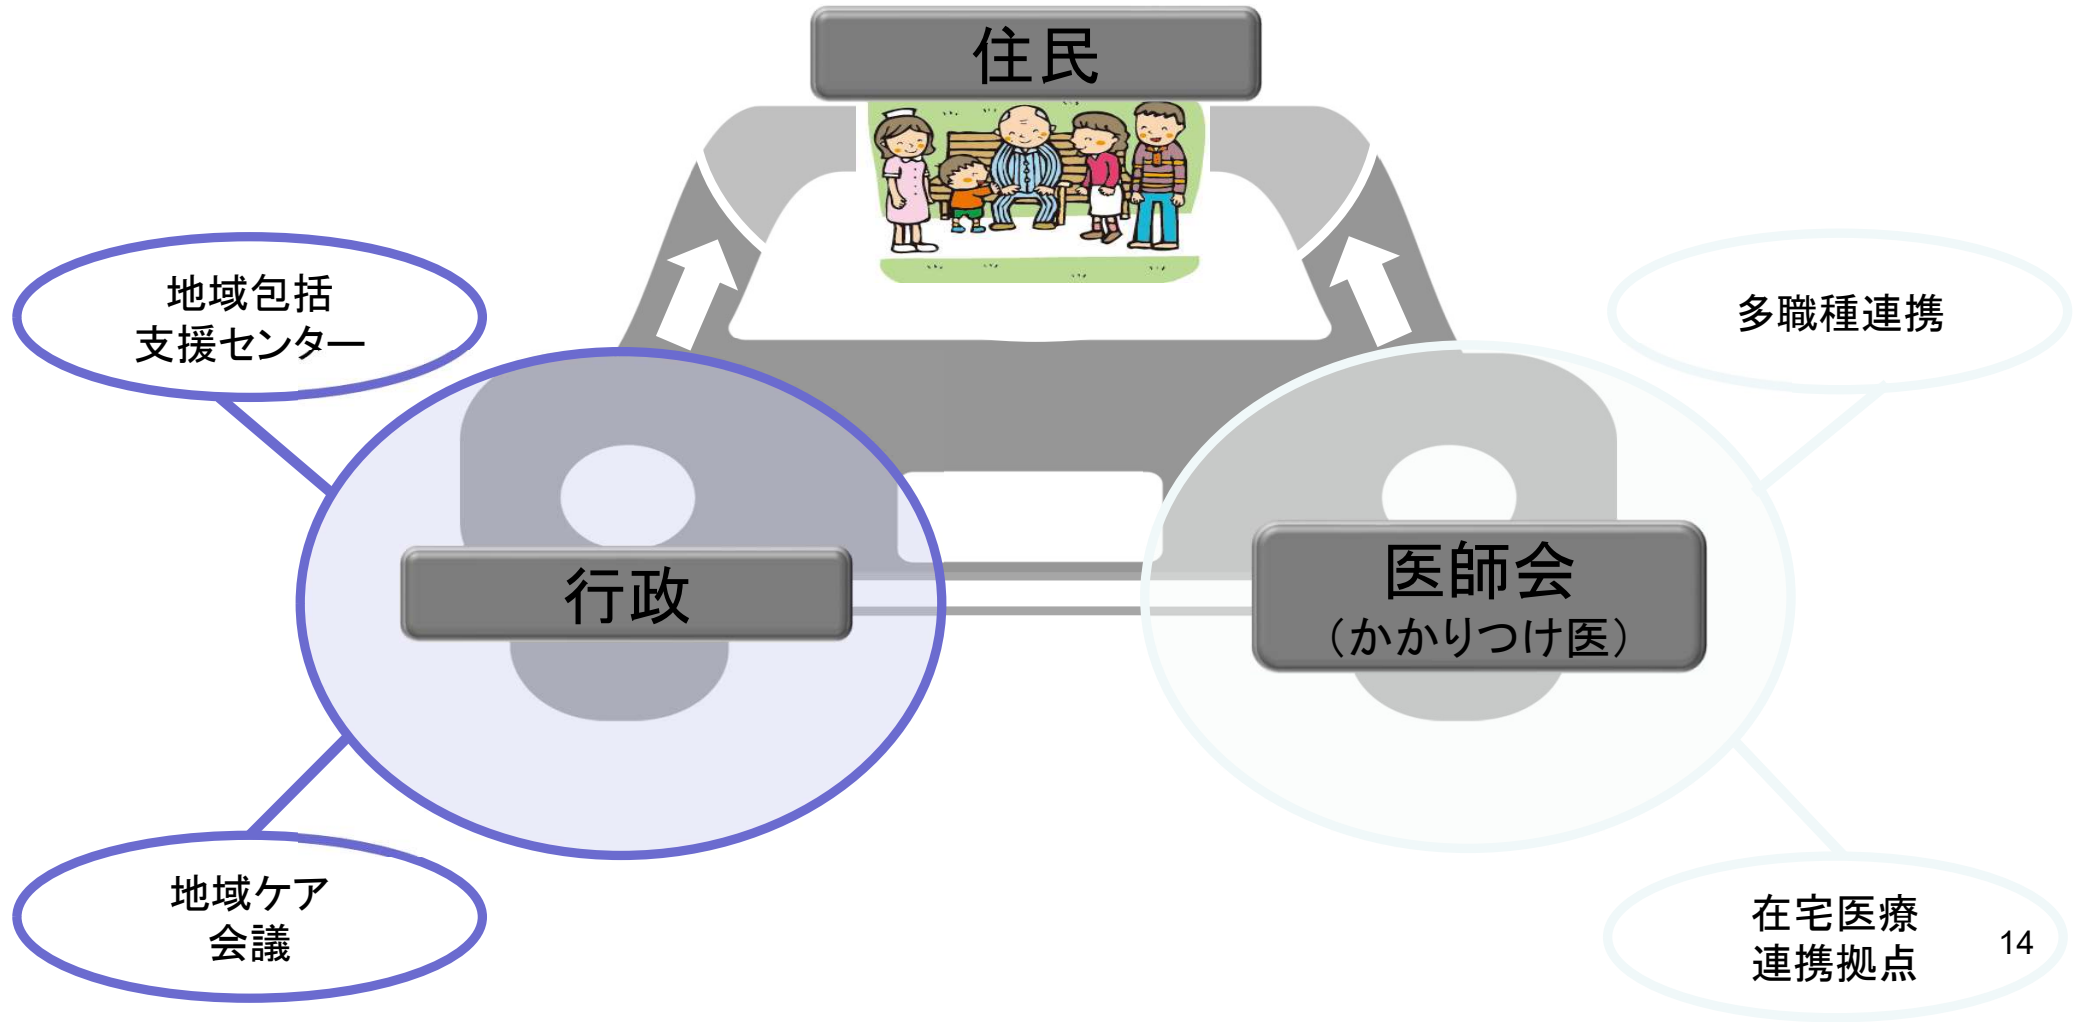 住民
地域包括
支援センター
多職種連携
行政
医師会
（かかりつけ医）
地域ケア
会議
在宅医療
連携拠点
14